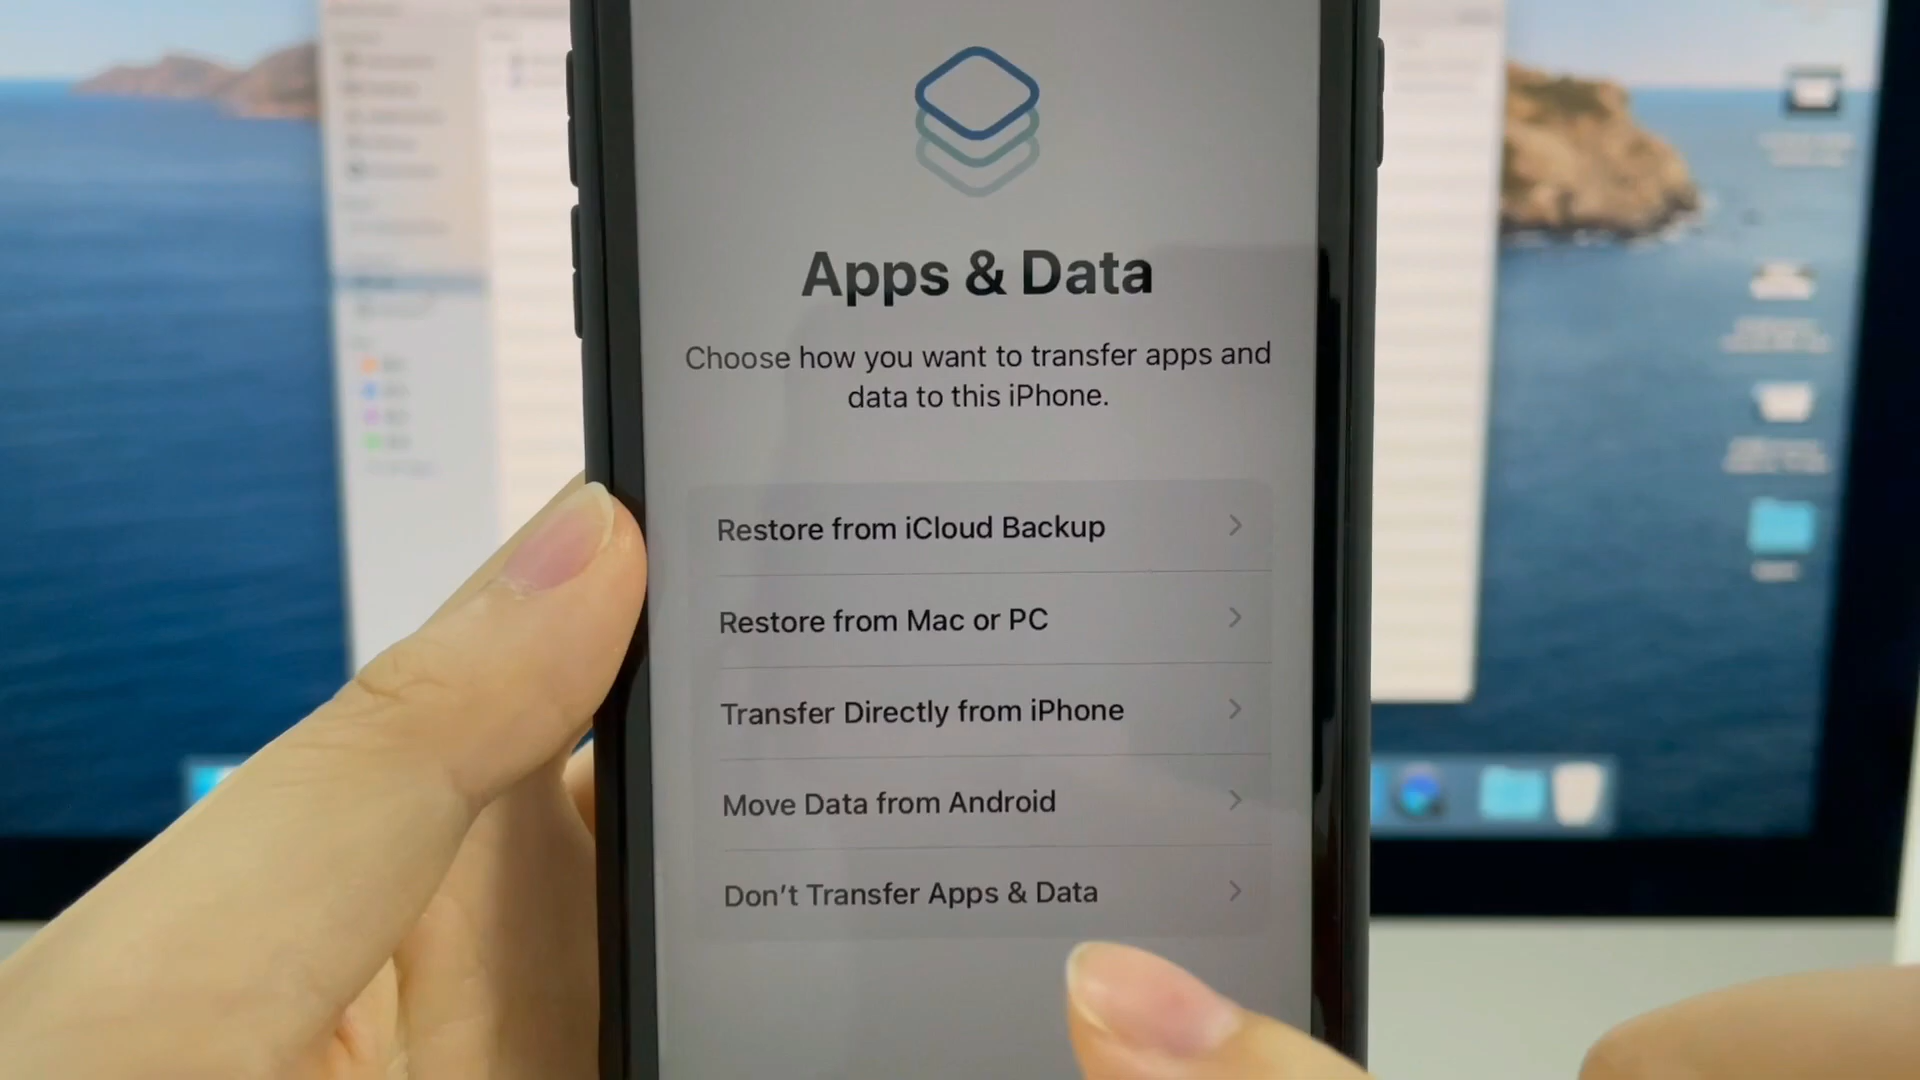 Apps & Data
Choose how you want to transfer apps and
data to this iPhone.
Restore from iCloud Backup
Restore from Mac or PC
Transfer Directly from iPhone
Move Data from Android
Don't Transfer Apps & Data